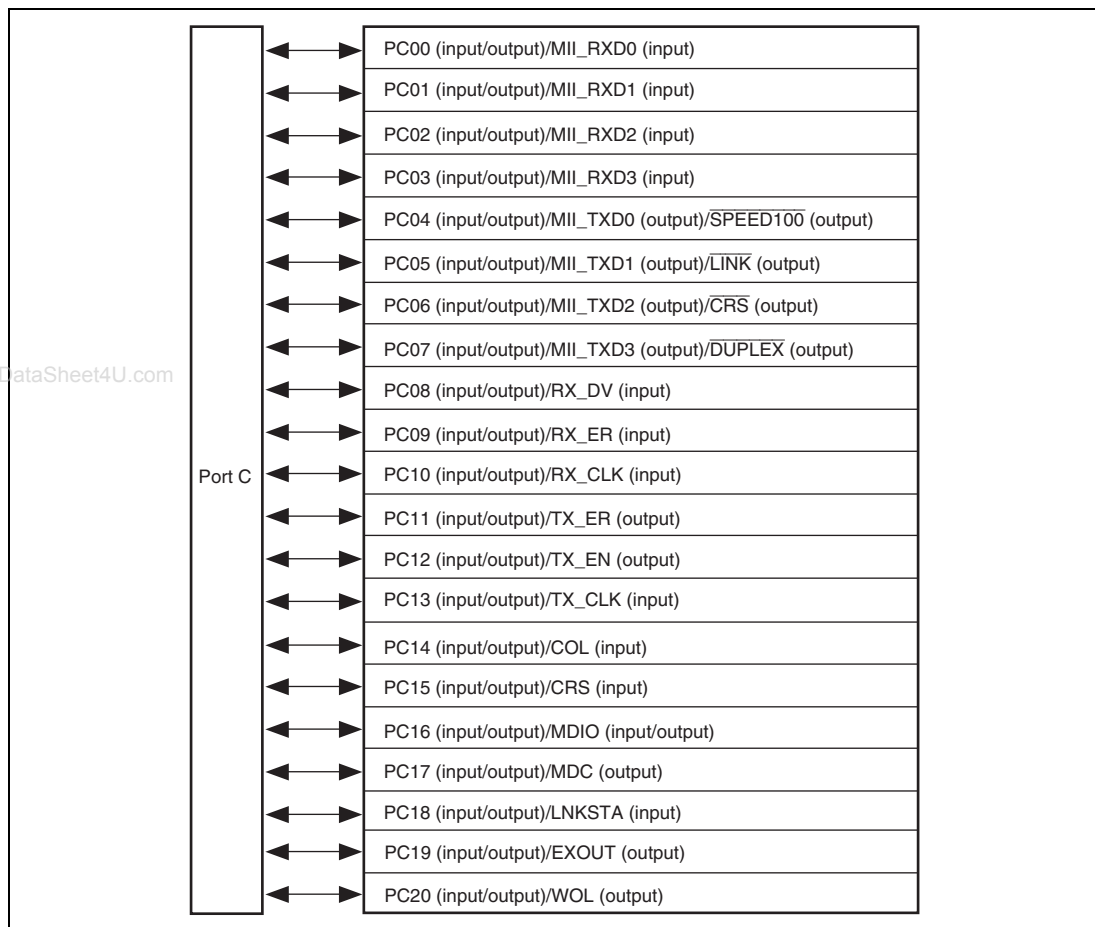 PC00 (input/output)/MII_RXD0 (input)
PC01 (input/output)/MII_RXD1 (input)
PC02 (input/output)/MII_RXD2 (input)
PC03 (input/output)/MII_RXD3 (input)
PC04 (input/output)/MII_TXD0 (output)/S̅P̅E̅E̅D̅1̅0̅0̅ (output)
PC05 (input/output)/MII_TXD1 (output)/L̅I̅N̅K̅ (output)
PC06 (input/output)/MII_TXD2 (output)/C̅R̅S̅ (output)
PC07 (input/output)/MII_TXD3 (output)/D̅U̅P̅L̅E̅X̅ (output)
DataSheet4U.com
PC08 (input/output)/RX_DV (input)
PC09 (input/output)/RX_ER (input)
Port C
PC10 (input/output)/RX_CLK (input)
PC11 (input/output)/TX_ER (output)
PC12 (input/output)/TX_EN (output)
PC13 (input/output)/TX_CLK (input)
PC14 (input/output)/COL (input)
PC15 (input/output)/CRS (input)
PC16 (input/output)/MDIO (input/output)
PC17 (input/output)/MDC (output)
PC18 (input/output)/LNKSTA (input)
PC19 (input/output)/EXOUT (output)
PC20 (input/output)/WOL (output)